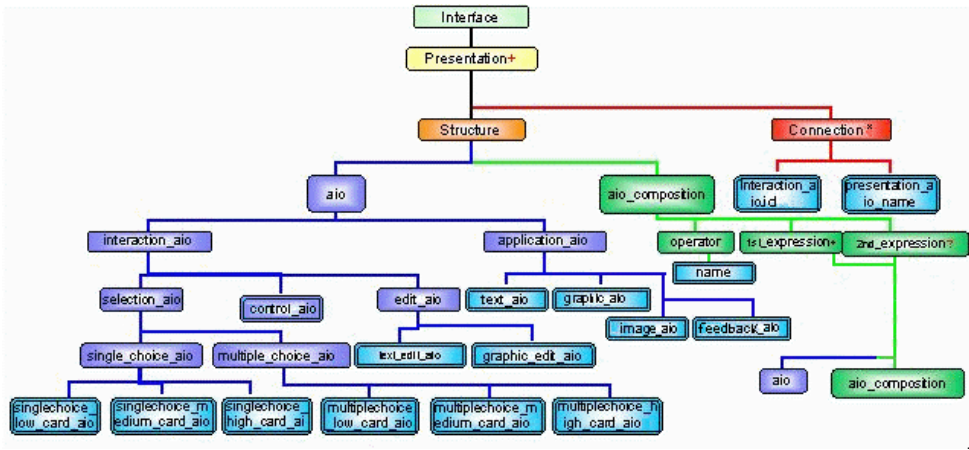 Interface
Presentation+
Structure
Connection *
aio
aio_composition
Interaction_a
io.id
presentation_a
io_name
interaction_aio
application_aio
operator
1st_expression+
2nd_expression?
name
selection_aio
control_aio
edit_aio
text_aio
graphic_aio
image_aio
feedback_aio
single_choice_aio
multiple_choice_aio
text_edit_aio
graphic_edit_aio
aio
aio_composition
singlechoice_
low_card_aio
singlechoice_m
edium_card_aio
singlechoice_
high_card_ai
multiplechoice
_low_card_aio
multiplechoice_m
edium_card_aio
multiplechoice_h
igh_card_aio